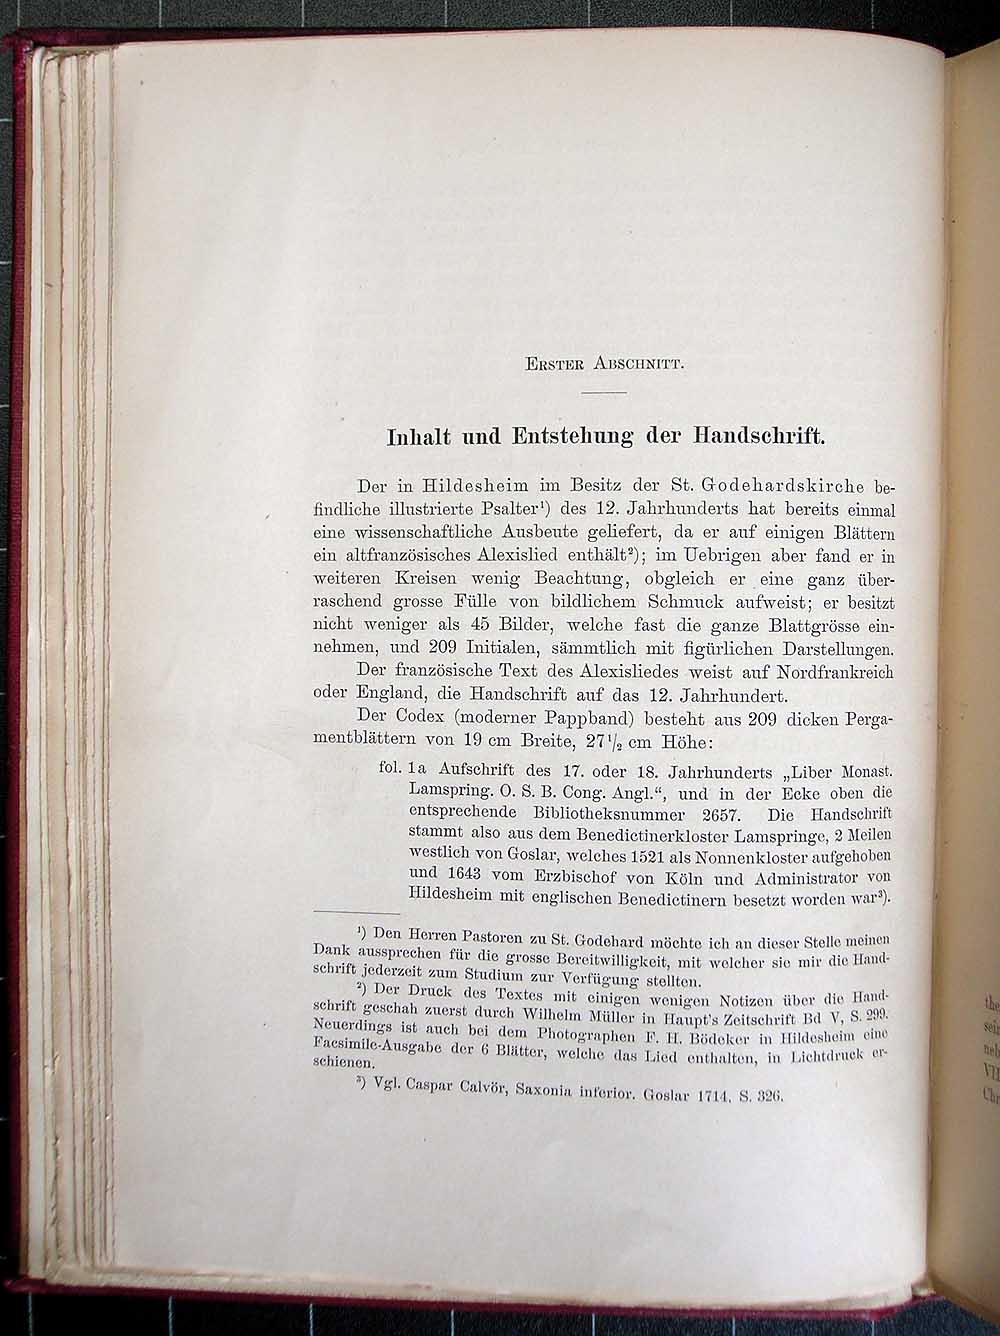 ERSTER ABSCHNITT.
Inhalt und Entstehung der Handschrift.
Der in Hildesheim im Besitz der St. Godehardskirche be-
findliche illustrierte Psalter¹) des 12. Jahrhunderts hat bereits einmal
eine wissenschaftliche Ausbeute geliefert, da er auf einigen Blättern
ein altfranzösisches Alexislied enthält²); im Uebrigen aber fand er in
weiteren Kreisen wenig Beachtung, obgleich er eine ganz über-
raschend grosse Fülle von bildlichem Schmuck aufweist; er besitzt
nicht weniger als 45 Bilder, welche fast die ganze Blattgrösse ein-
nehmen, und 209 Initialen, sämmtlich mit figürlichen Darstellungen.
Der französische Text des Alexisliedes weist auf Nordfrankreich
oder England, die Handschrift auf das 12. Jahrhundert.
Der Codex (moderner Pappband) besteht aus 209 dicken Perga-
mentblättern von 19 cm Breite, 27¹/₂ cm Höhe:
fol. 1a Aufschrift des 17. oder 18. Jahrhunderts „Liber Monast.
Lamspring. O. S. B. Cong. Angl.“, und in der Ecke oben die
entsprechende Bibliotheksnummer 2657. Die Handschrift
stammt also aus dem Benedictinerkloster Lamspringe, 2 Meilen
westlich von Goslar, welches 1521 als Nonnenkloster aufgehoben
und 1643 vom Erzbischof von Köln und Administrator von
Hildesheim mit englischen Benedictinern besetzt worden war³).
¹) Den Herren Pastoren zu St. Godehard möchte ich an dieser Stelle meinen
Dank aussprechen für die grosse Bereitwilligkeit, mit welcher sie mir die Hand-
schrift jederzeit zum Studium zur Verfügung stellten.
²) Der Druck des Textes mit einigen wenigen Notizen über die Hand-
schrift geschah zuerst durch Wilhelm Müller in Haupt's Zeitschrift Bd V, S. 299.
Neuerdings ist auch bei dem Photographen F. H. Bödeker in Hildesheim eine
Facsimile-Ausgabe der 6 Blätter, welche das Lied enthalten, in Lichtdruck er-
schienen.
³) Vgl. Caspar Calvör, Saxonia inferior. Goslar 1714, S. 326.